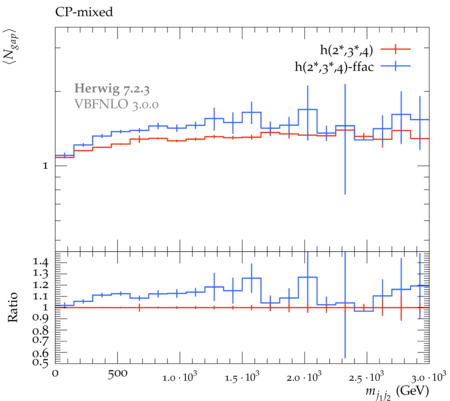 CP-mixed
⟨N_gap⟩
h(2*,3*,4)
h(2*,3*,4)-ffac
Herwig 7.2.3
VBFNLO 3.0.0
1
Ratio
1.4
1.3
1.2
1.1
1
0.9
0.8
0.7
0.6
0.5
0 500 1.0 · 10³ 1.5 · 10³ 2.0 · 10³ 2.5 · 10³ 3.0 · 10³
m_{j₁j₂} (GeV)